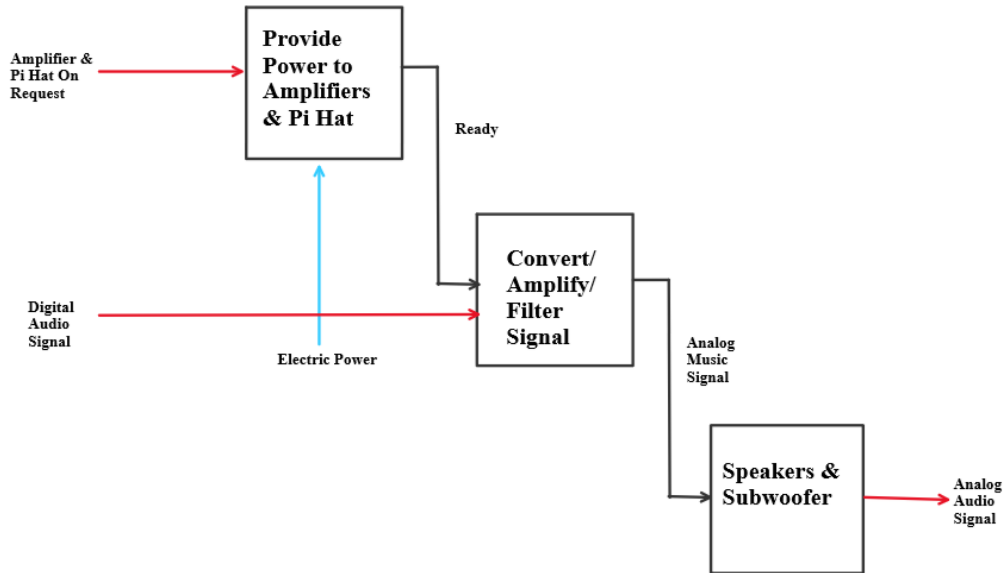 Provide
Power to
Amplifiers
& Pi Hat
Amplifier &
Pi Hat On
Request
Ready
Convert/
Amplify/
Filter
Signal
Digital
Audio
Signal
Electric Power
Analog
Music
Signal
Speakers &
Subwoofer
Analog
Audio
Signal